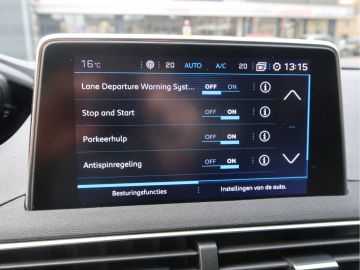 16°C 20 AUTO A/C 20 13:15
Lane Departure Warning Syst... OFF ON
Stop and Start OFF ON
Parkeerhulp OFF ON
Antispinregeling OFF ON
Besturingsfuncties Instellingen van de auto.